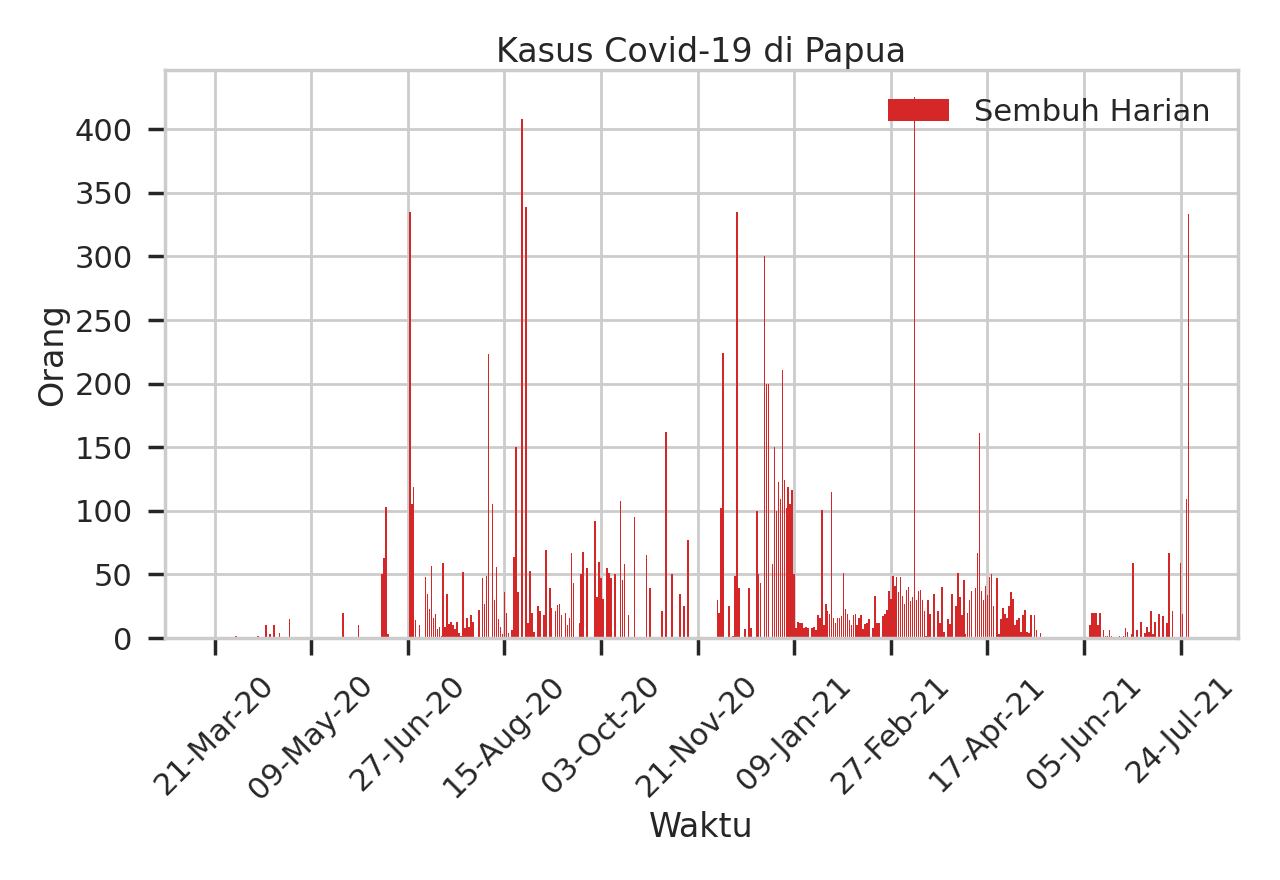 Kasus Covid-19 di Papua
Sembuh Harian
Orang
400
350
300
250
200
150
100
50
0
21-Mar-20
09-May-20
27-Jun-20
15-Aug-20
03-Oct-20
21-Nov-20
09-Jan-21
27-Feb-21
17-Apr-21
05-Jun-21
24-Jul-21
Waktu